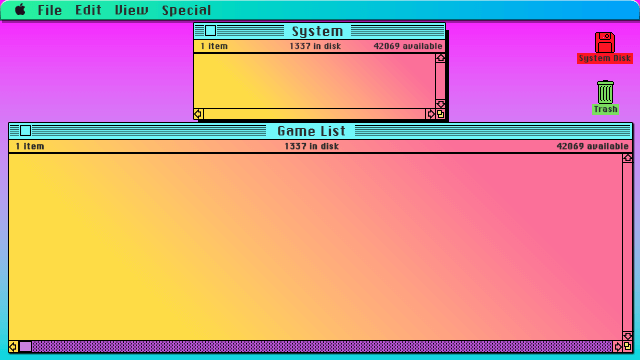 File Edit View Special
System
1 item 1337 in disk 42069 available
System Disk
Trash
Game List
1 item 1337 in disk 42069 available